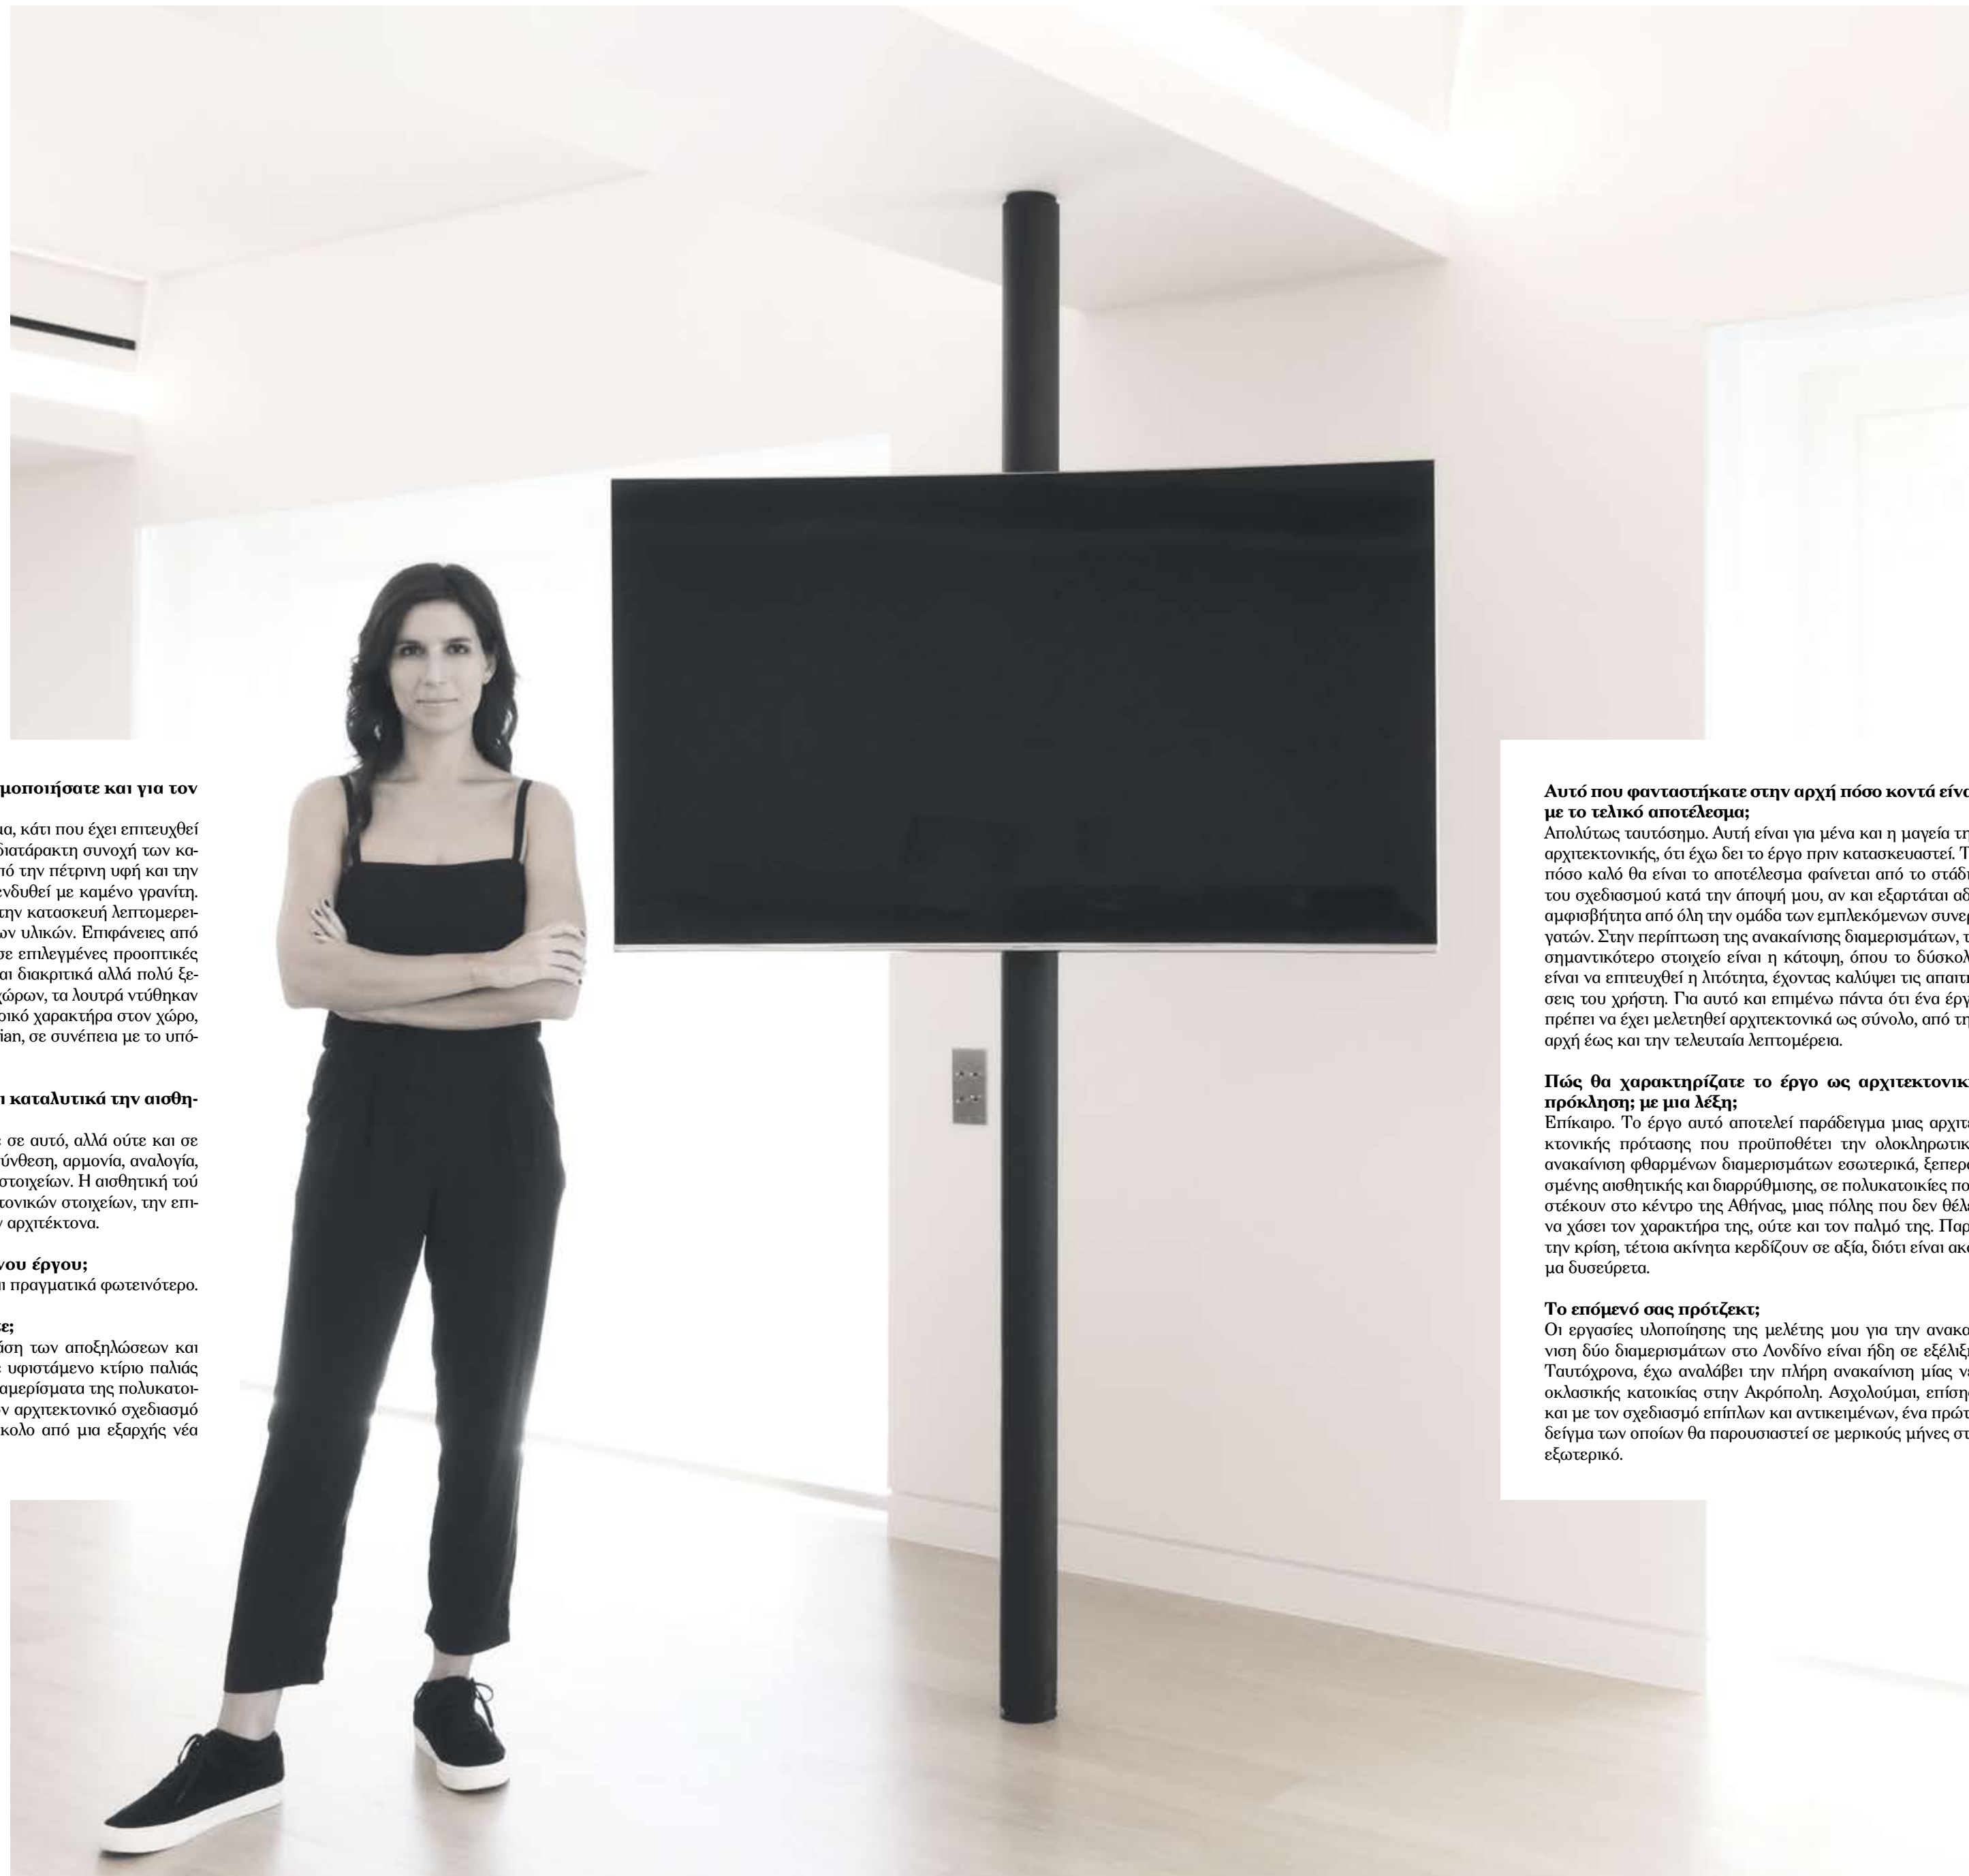 μοποιήσατε και για τον
μα, κάτι που έχει επιτευχθεί
διατάρακτη συνοχή των κα-
πό την πέτρινη υφή και την
ενδυθεί με καμένο γρανίτη.
την κατασκευή λεπτομερει-
ων υλικών. Επιφάνειες από
σε επιλεγμένες προοπτικές
αι διακριτικά αλλά πολύ ξε-
χώρων, τα λουτρά ντύθηκαν
ρικό χαρακτήρα στον χώρο,
ian, σε συνέπεια με το υπό-
ι καταλυτικά την αισθη-
ε σε αυτό, αλλά ούτε και σε
ύνθεση, αρμονία, αναλογία,
στοιχείων. Η αισθητική τού
τονικών στοιχείων, την επι-
ν αρχιτέκτονα.
νου έργου;
ι πραγματικά φωτεινότερο.
ε;
άση των αποξηλώσεων και
ε υφιστάμενο κτίριο παλιάς
αμερίσματα της πολυκατοι-
ν αρχιτεκτονικό σχεδιασμό
κολο από μια εξαρχής νέα
Αυτό που φανταστήκατε στην αρχή πόσο κοντά είνα
με το τελικό αποτέλεσμα;
Απολύτως ταυτόσημο. Αυτή είναι για μένα και η μαγεία τη
αρχιτεκτονικής, ότι έχω δει το έργο πριν κατασκευαστεί. Τ
πόσο καλό θα είναι το αποτέλεσμα φαίνεται από το στάδι
του σχεδιασμού κατά την άποψή μου, αν και εξαρτάται αδ
αμφισβήτητα από όλη την ομάδα των εμπλεκόμενων συνερ
γατών. Στην περίπτωση της ανακαίνισης διαμερισμάτων, τ
σημαντικότερο στοιχείο είναι η κάτοψη, όπου το δύσκολ
είναι να επιτευχθεί η λιτότητα, έχοντας καλύψει τις απαιτ
σεις του χρήστη. Για αυτό και επιμένω πάντα ότι ένα έργ
πρέπει να έχει μελετηθεί αρχιτεκτονικά ως σύνολο, από τη
αρχή έως και την τελευταία λεπτομέρεια.
Πώς θα χαρακτηρίζατε το έργο ως αρχιτεκτονικ
πρόκληση; με μια λέξη;
Επίκαιρο. Το έργο αυτό αποτελεί παράδειγμα μιας αρχιτε
κτονικής πρότασης που προϋποθέτει την ολοκληρωτικ
ανακαίνιση φθαρμένων διαμερισμάτων εσωτερικά, ξεπερα
σμένης αισθητικής και διαρρύθμισης, σε πολυκατοικίες πο
στέκουν στο κέντρο της Αθήνας, μιας πόλης που δεν θέλε
να χάσει τον χαρακτήρα της, ούτε και τον παλμό της. Παρ
την κρίση, τέτοια ακίνητα κερδίζουν σε αξία, διότι είναι ακό
μα δυσεύρετα.
Το επόμενό σας πρότζεκτ;
Οι εργασίες υλοποίησης της μελέτης μου για την ανακα
νιση δύο διαμερισμάτων στο Λονδίνο είναι ήδη σε εξέλιξ
Ταυτόχρονα, έχω αναλάβει την πλήρη ανακαίνιση μίας νε
οκλασικής κατοικίας στην Ακρόπολη. Ασχολούμαι, επίση
και με τον σχεδιασμό επίπλων και αντικειμένων, ένα πρώτ
δείγμα των οποίων θα παρουσιαστεί σε μερικούς μήνες στ
εξωτερικό.